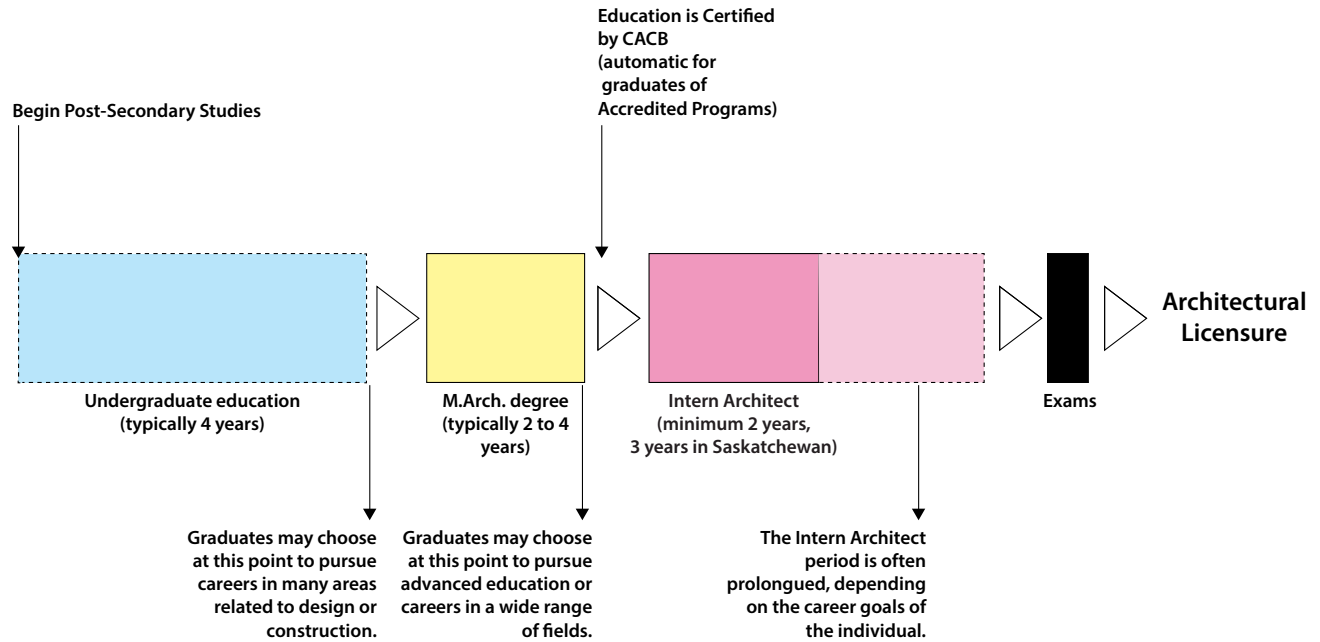 Education is Certified
by CACB
(automatic for
graduates of
Accredited Programs)
Begin Post-Secondary Studies
Architectural
Licensure
Undergraduate education
(typically 4 years)
M.Arch. degree
(typically 2 to 4
years)
Intern Architect
(minimum 2 years,
3 years in Saskatchewan)
Exams
Graduates may choose
at this point to pursue
careers in many areas
related to design or
construction.
Graduates may choose
at this point to pursue
advanced education or
careers in a wide range
of fields.
The Intern Architect
period is often
prolongued, depending
on the career goals of
the individual.